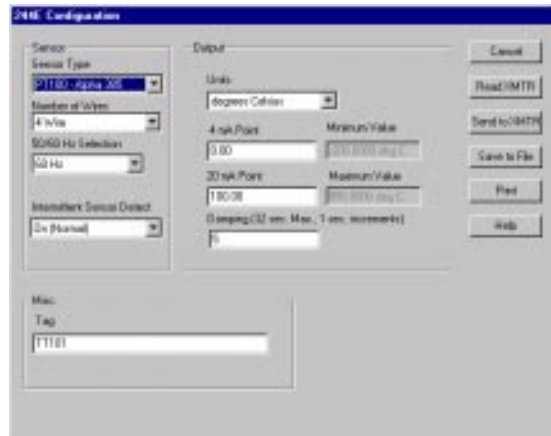 244E Configuration
Sensor
Sensor Type
PT100 - Alpha 385
Number of Wires
4 Wire
50/60 Hz Selection
60 Hz
Intermittent Sensor Detect
On (Normal)
Output
Units
degrees Celsius
4 mA Point
Minimum Value
0.00
deg C
20 mA Point
Maximum Value
100.00
deg C
Damping (32 sec. Max., 1 sec. increments)
5
Cancel
Read XMTR
Send to XMTR
Save to File
Print
Help
Misc.
Tag
TT101